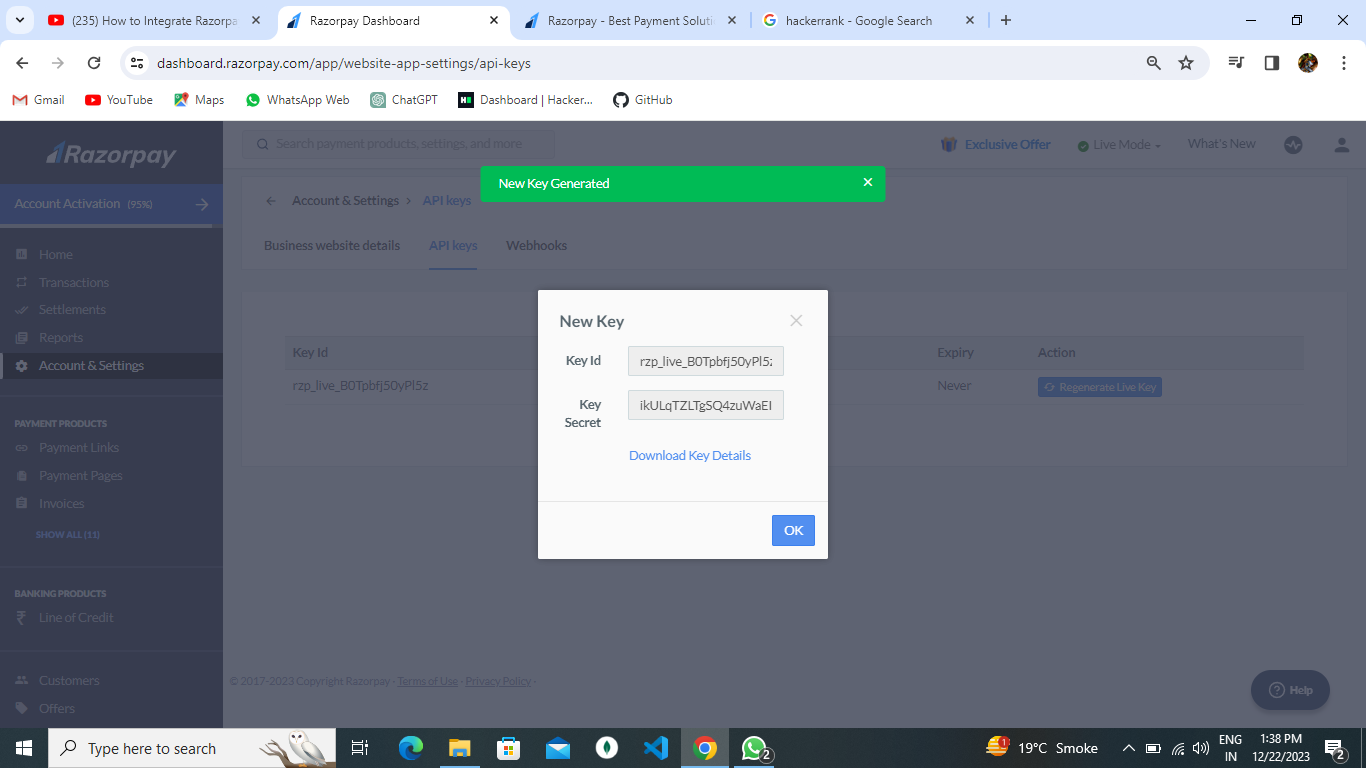 (235) How to Integrate Razorpa
Razorpay Dashboard
Razorpay - Best Payment Soluti
hackerrank - Google Search
dashboard.razorpay.com/app/website-app-settings/api-keys
Gmail
YouTube
Maps
WhatsApp Web
ChatGPT
Dashboard | Hacker...
GitHub
Razorpay
Search payment products, settings, and more
Exclusive Offer
Live Mode
What's New
New Key Generated
Account Activation (95%)
Account & Settings > API keys
Business website details
API keys
Webhooks
Home
Transactions
Settlements
Reports
Account & Settings
PAYMENT PRODUCTS
Payment Links
Payment Pages
Invoices
SHOW ALL (11)
BANKING PRODUCTS
Line of Credit
Customers
Offers
Key Id
Expiry
Action
rzp_live_B0Tpbfj50yPl5z
Never
Regenerate Live Key
New Key
Key Id
rzp_live_B0Tpbfj50yPl5z
Key Secret
ikULqTZLTgSQ4zuWaEI
Download Key Details
OK
© 2017-2023 Copyright Razorpay · Terms of Use · Privacy Policy ·
Help
Type here to search
19°C Smoke
ENG
IN
1:38 PM
12/22/2023
2
2